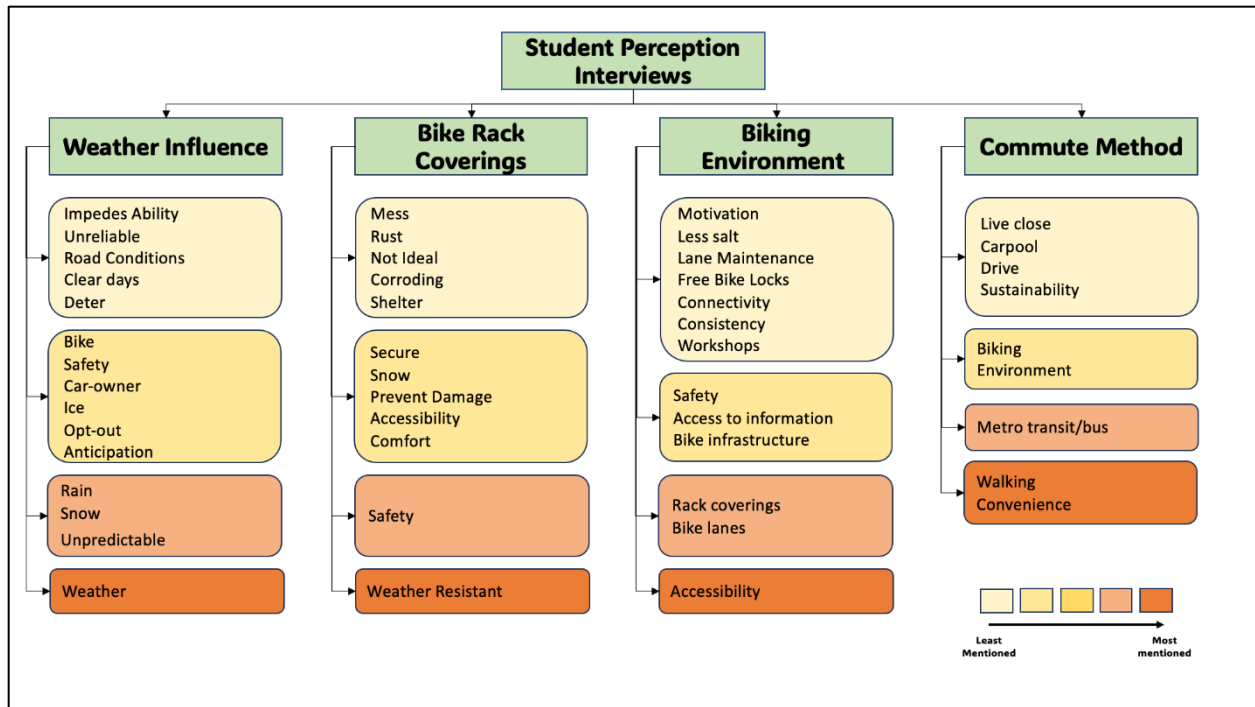 Student Perception
Interviews
Weather Influence
Impedes Ability
Unreliable
Road Conditions
Clear days
Deter
Bike
Safety
Car-owner
Ice
Opt-out
Anticipation
Rain
Snow
Unpredictable
Weather
Bike Rack
Coverings
Mess
Rust
Not Ideal
Corroding
Shelter
Secure
Snow
Prevent Damage
Accessibility
Comfort
Safety
Weather Resistant
Biking
Environment
Motivation
Less salt
Lane Maintenance
Free Bike Locks
Connectivity
Consistency
Workshops
Safety
Access to information
Bike infrastructure
Rack coverings
Bike lanes
Accessibility
Commute Method
Live close
Carpool
Drive
Sustainability
Biking
Environment
Metro transit/bus
Walking
Convenience
Least
Mentioned
Most
mentioned